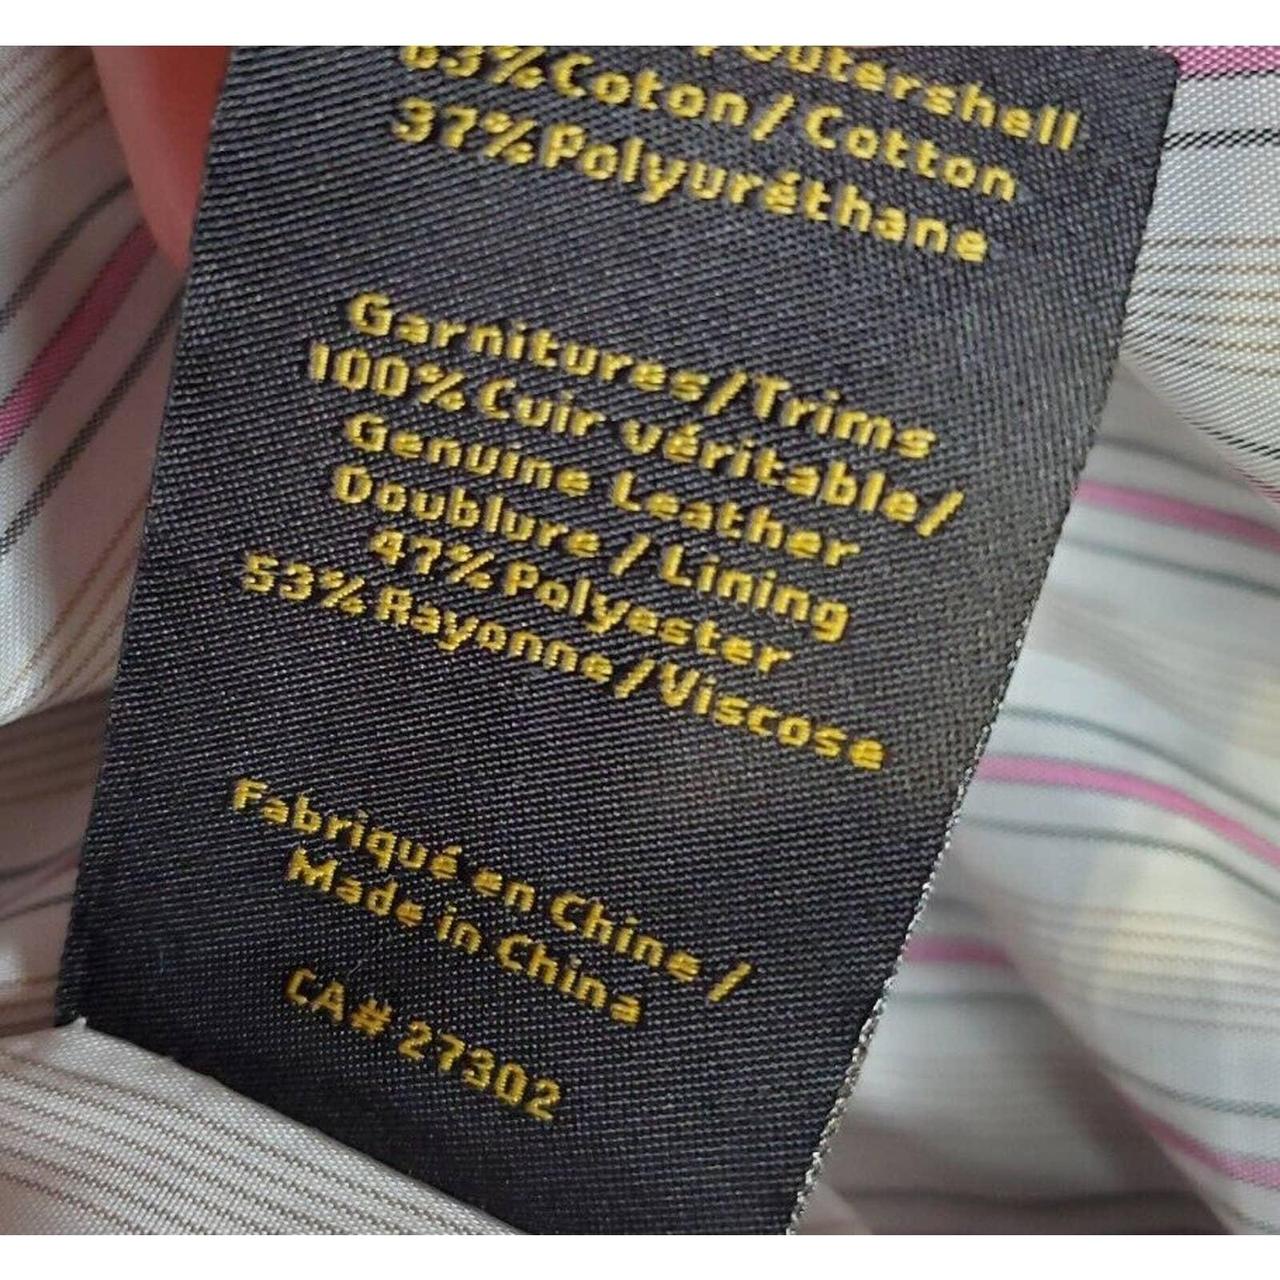 / Outershell
63% Coton / Cotton
37% Polyuréthane
Garnitures/Trims
100% Cuir véritable/
Genuine Leather
Doublure / Lining
47% Polyester
53% Rayonne/Viscose
Fabriqué en Chine /
Made in China
CA# 27302